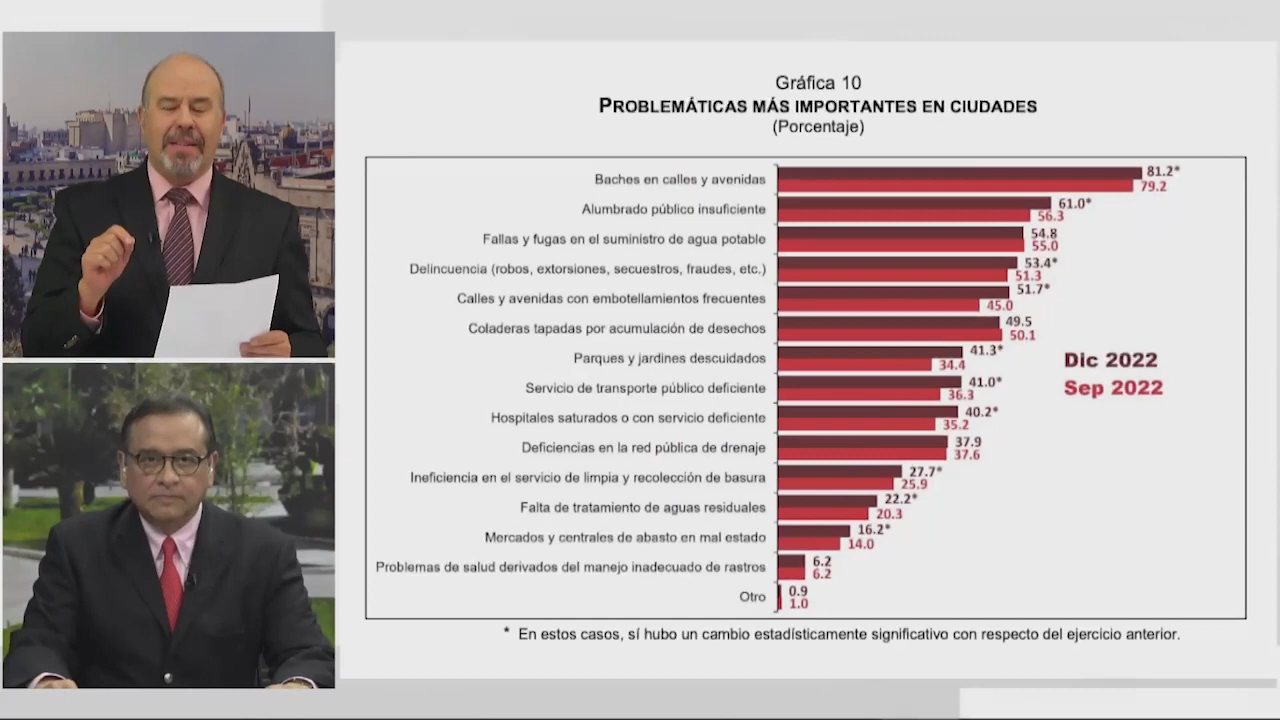 Gráfica 10
PROBLEMÁTICAS MÁS IMPORTANTES EN CIUDADES
(Porcentaje)
Baches en calles y avenidas 81.2*
79.2
Alumbrado público insuficiente 61.0*
56.3
Fallas y fugas en el suministro de agua potable 54.8
55.0
Delincuencia (robos, extorsiones, secuestros, fraudes, etc.) 53.4*
51.3
Calles y avenidas con embotellamientos frecuentes 51.7*
45.0
Coladeras tapadas por acumulación de desechos 49.5
50.1
Parques y jardines descuidados 41.3*
34.4
Servicio de transporte público deficiente 41.0*
36.3
Hospitales saturados o con servicio deficiente 40.2*
35.2
Deficiencias en la red pública de drenaje 37.9
37.6
Ineficiencia en el servicio de limpia y recolección de basura 27.7*
25.9
Falta de tratamiento de aguas residuales 22.2*
20.3
Mercados y centrales de abasto en mal estado 16.2*
14.0
Problemas de salud derivados del manejo inadecuado de rastros 6.2
6.2
Otro 0.9
1.0
Dic 2022
Sep 2022
* En estos casos, sí hubo un cambio estadísticamente significativo con respecto del ejercicio anterior.